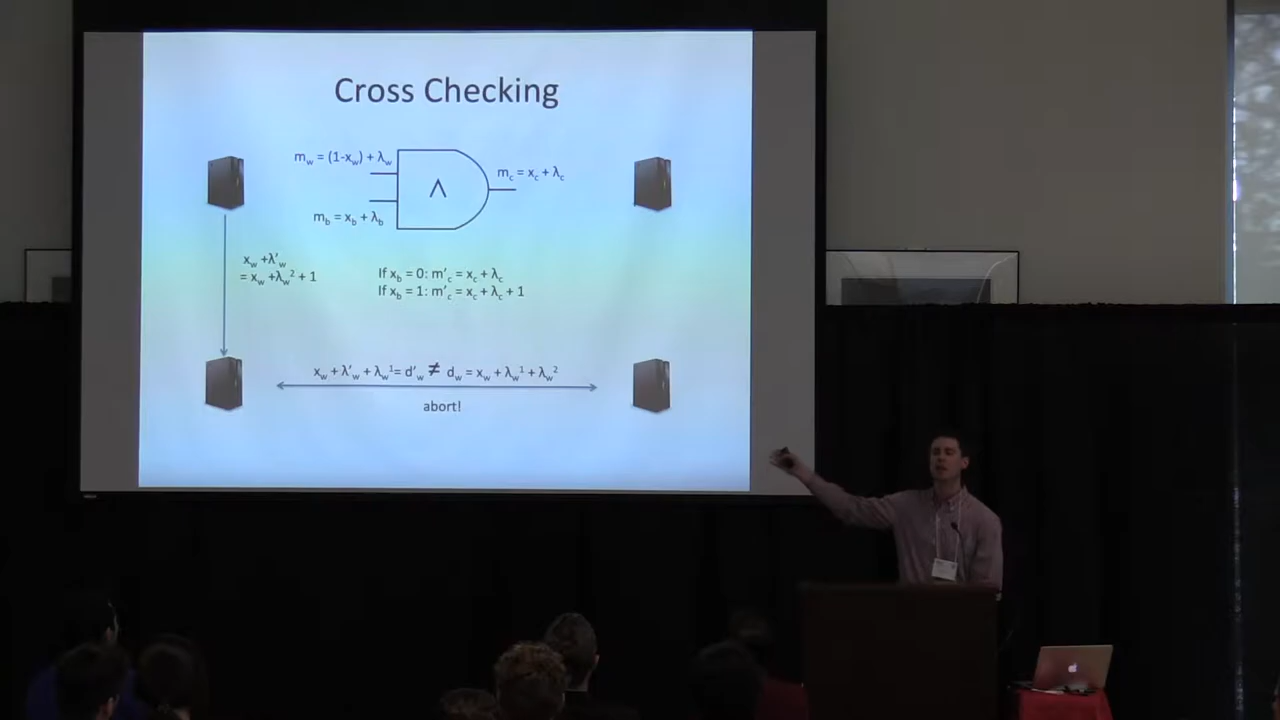 Cross Checking
m_w = (1-x_w) + λ_w
m_c = x_c + λ_c
∧
m_b = x_b + λ_b
x_w +λ'_w
= x_w +λ_w^2 + 1
If x_b = 0: m'_c = x_c + λ_c
If x_b = 1: m'_c = x_c + λ_c + 1
x_w + λ'_w + λ_w^1= d'_w ≠ d_w = x_w + λ_w^1 + λ_w^2
abort!